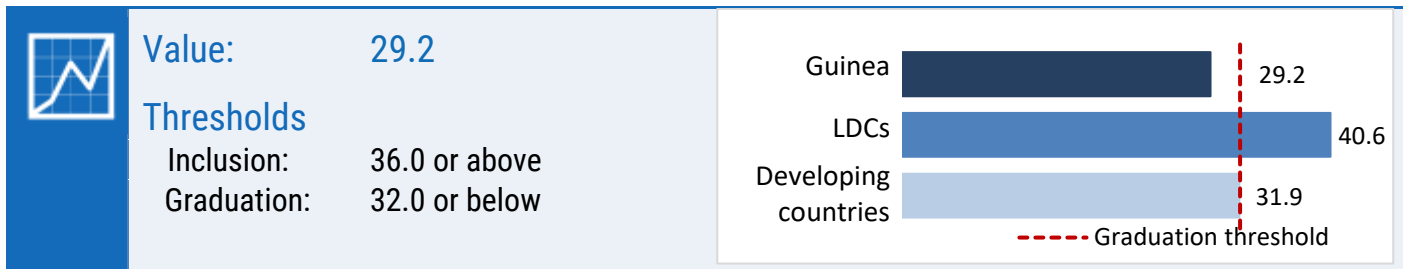 Value: 29.2
Thresholds
Inclusion: 36.0 or above
Graduation: 32.0 or below
Guinea 29.2
LDCs 40.6
Developing
countries 31.9
Graduation threshold